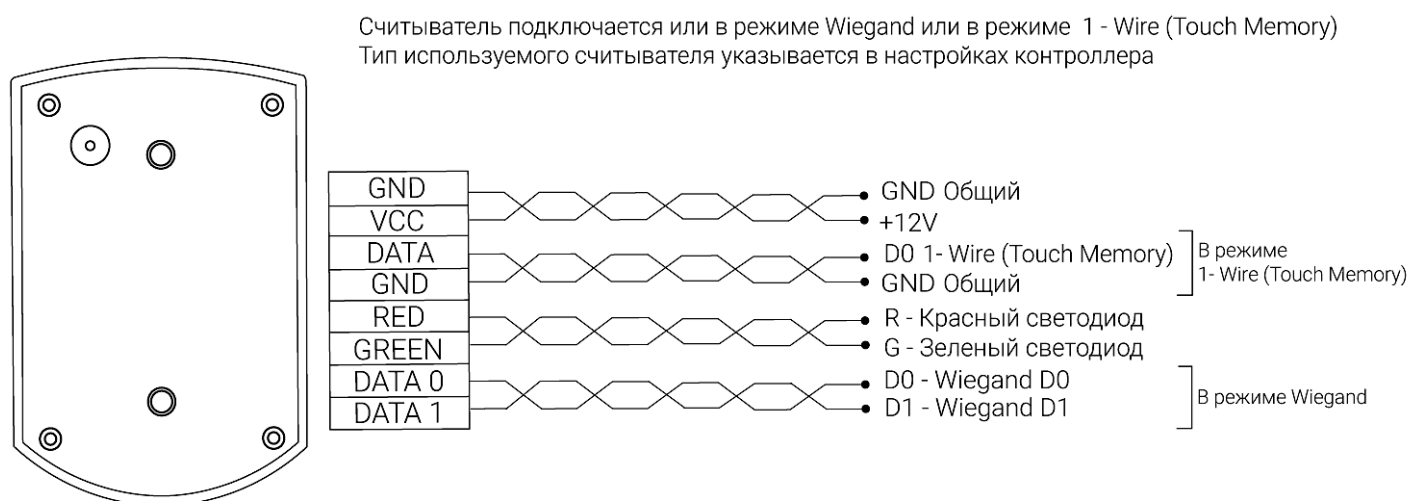 Считыватель подключается или в режиме Wiegand или в режиме 1 - Wire (Touch Memory)
Тип используемого считывателя указывается в настройках контроллера
GND GND Общий
VCC +12V
DATA D0 1- Wire (Touch Memory)
GND GND Общий
В режиме
1- Wire (Touch Memory)
RED R - Красный светодиод
GREEN G - Зеленый светодиод
DATA 0 D0 - Wiegand D0
DATA 1 D1 - Wiegand D1
В режиме Wiegand